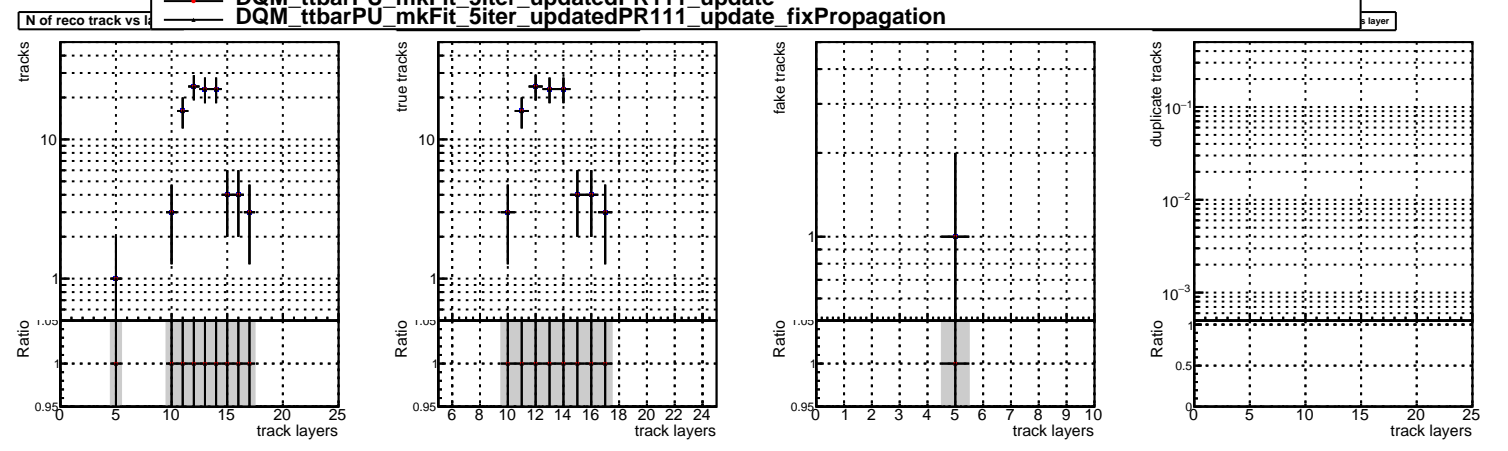 DQM_ttbarPU_mkFit_5iter_updatedPR111_update
DQM_ttbarPU_mkFit_5iter_updatedPR111_update_fixPropagation
N of reco track vs la
s layer
tracks
10
1
Ratio
1.05
1
0.95
0 5 10 15 20 25
track layers
true tracks
10
1
Ratio
1.05
1
0.95
6 8 10 12 14 16 18 20 22 24
track layers
fake tracks
1
Ratio
1.05
1
0.95
0 1 2 3 4 5 6 7 8 9 10
track layers
duplicate tracks
10⁻¹
10⁻²
10⁻³
Ratio
1
0.5
0
0 5 10 15 20 25
track layers